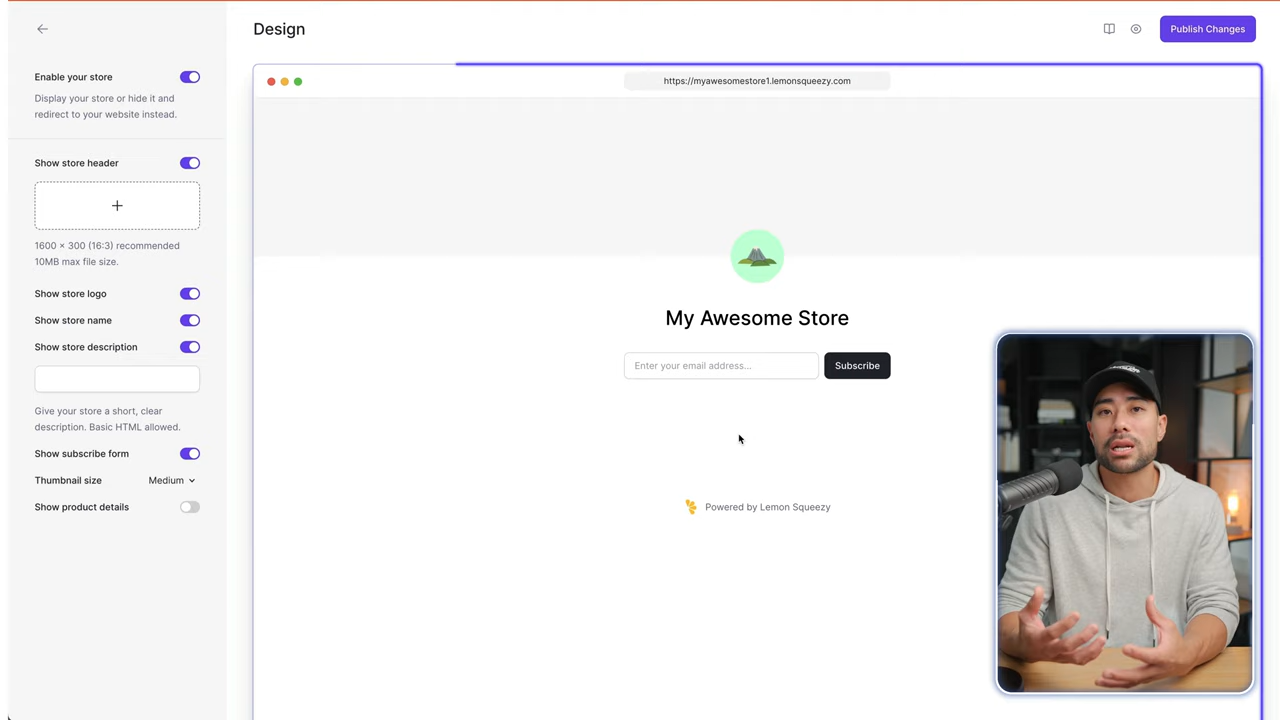 Design
Publish Changes
Enable your store
Display your store or hide it and
redirect to your website instead.
Show store header
1600 × 300 (16:3) recommended
10MB max file size.
Show store logo
Show store name
Show store description
Give your store a short, clear
description. Basic HTML allowed.
Show subscribe form
Thumbnail size Medium
Show product details
https://myawesomestore1.lemonsqueezy.com
My Awesome Store
Enter your email address... Subscribe
Powered by Lemon Squeezy